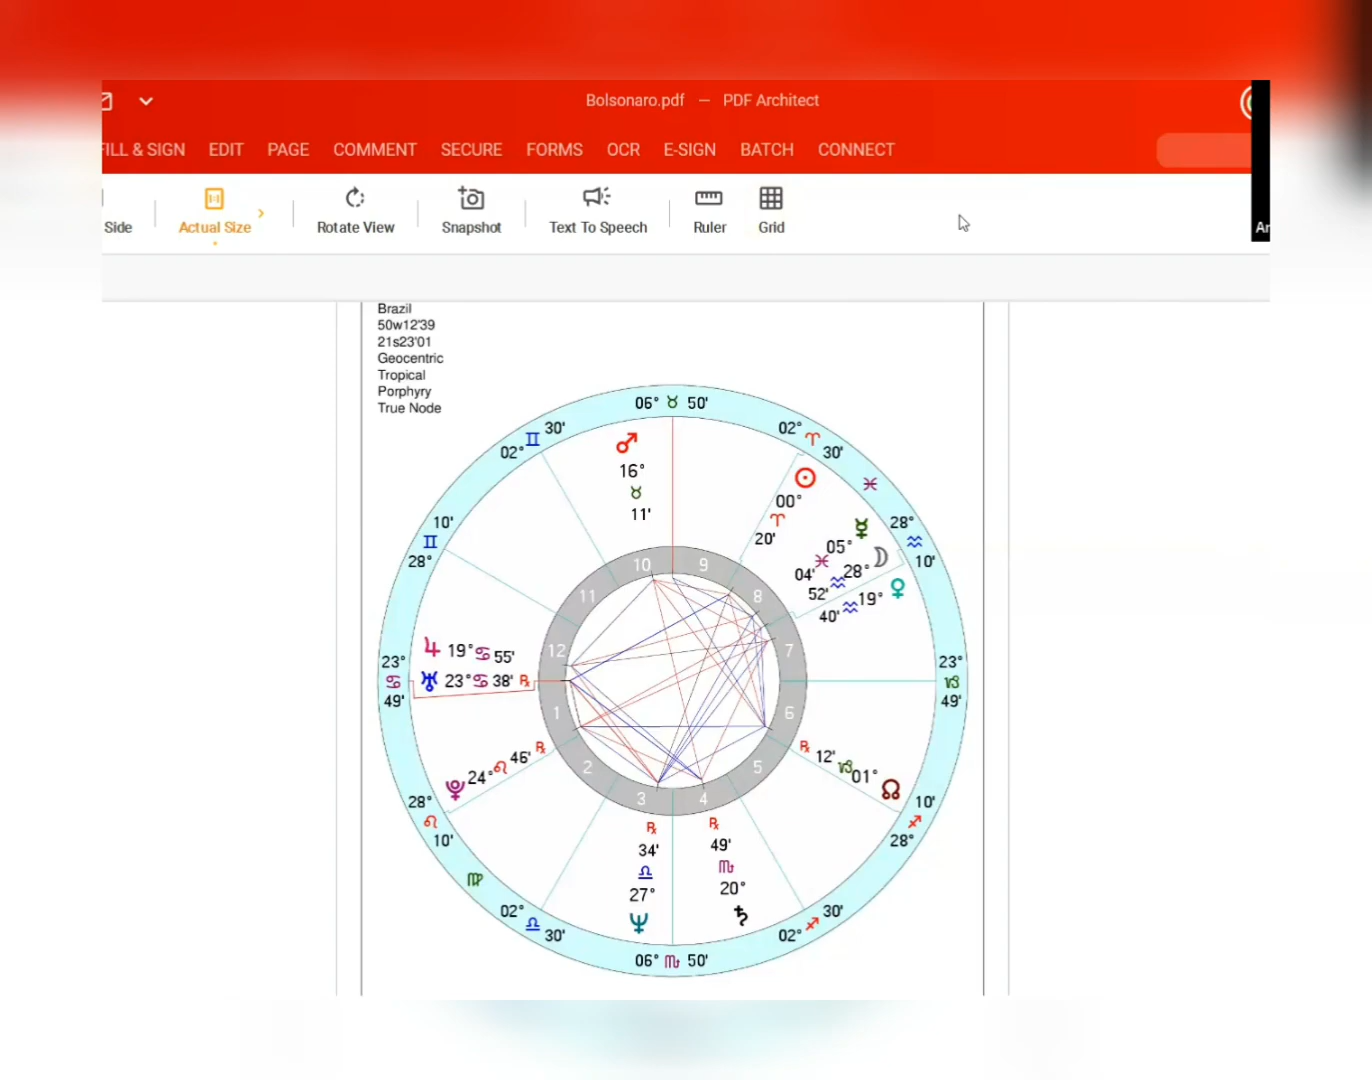 Bolsonaro.pdf — PDF Architect
FILL & SIGN EDIT PAGE COMMENT SECURE FORMS OCR E-SIGN BATCH CONNECT
Side Actual Size Rotate View Snapshot Text To Speech Ruler Grid
Brazil
50w12'39
21s23'01
Geocentric
Tropical
Porphyry
True Node
06° ♉ 50'
02° ♊ 30'
02° ♈ 30'
♂ 16° ♉ 11'
☉ 00° ♈ 20'
♓
28° ♒ 10'
☿ 05° ♓ 04'
☽ 28° ♒ 52'
♀ 19° ♒ 40'
10' ♊ 28°
10 9
11 8
12 7
1 6
2 5
3 4
♃ 19° ♋ 55'
♅ 23° ♋ 38' ℞
23° ♋ 49'
23° ♑ 49'
♇ 24° ♌ 46' ℞
℞ 12' ♑ 01° ☊
28° ♌ 10'
10' ♐ 28°
♍
℞ 34' ♎ 27° ♆
℞ 49' ♏ 20° ♄
02° ♎ 30'
02° ♐ 30'
06° ♏ 50'